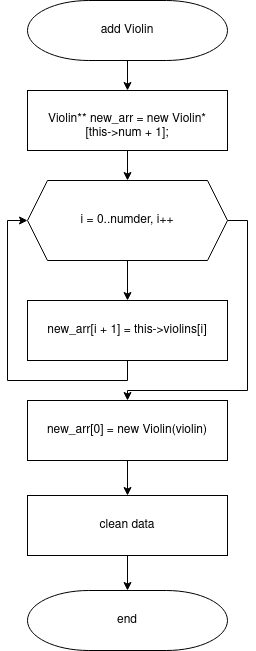 add Violin
Violin** new_arr = new Violin*
[this->num + 1];
i = 0..numder, i++
new_arr[i + 1] = this->violins[i]
new_arr[0] = new Violin(violin)
clean data
end